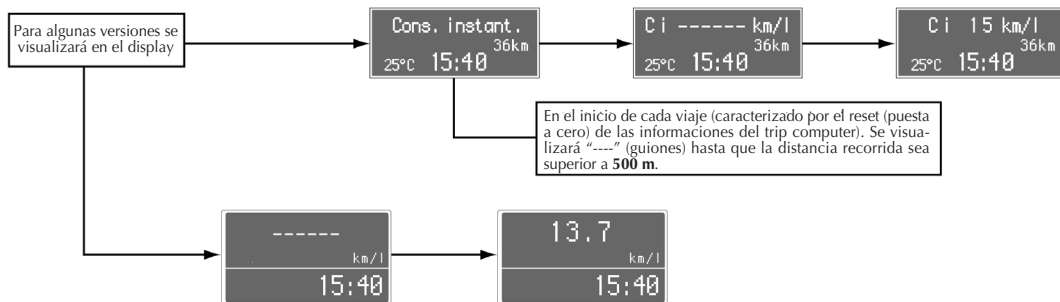 Para algunas versiones se
visualizará en el display
Cons. instant.
36km
25°C 15:40
Ci ------ km/l
36km
25°C 15:40
Ci 15 km/l
36km
25°C 15:40
En el inicio de cada viaje (caracterizado por el reset (puesta
a cero) de las informaciones del trip computer). Se visua-
lizará “----” (guiones) hasta que la distancia recorrida sea
superior a 500 m.
------
km/l
15:40
13.7
km/l
15:40